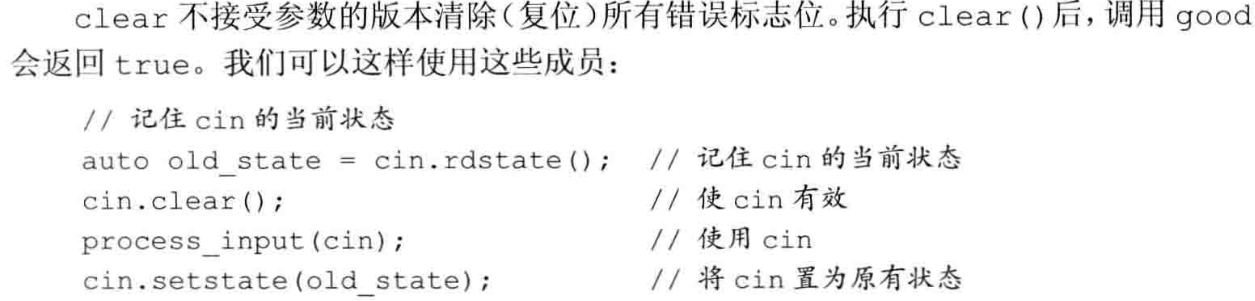 clear 不接受参数的版本清除（复位）所有错误标志位。执行 clear()后，调用 good
会返回 true。我们可以这样使用这些成员：
// 记住 cin 的当前状态
auto old_state = cin.rdstate(); // 记住 cin 的当前状态
cin.clear(); // 使 cin 有效
process_input(cin); // 使用 cin
cin.setstate(old_state); // 将 cin 置为原有状态